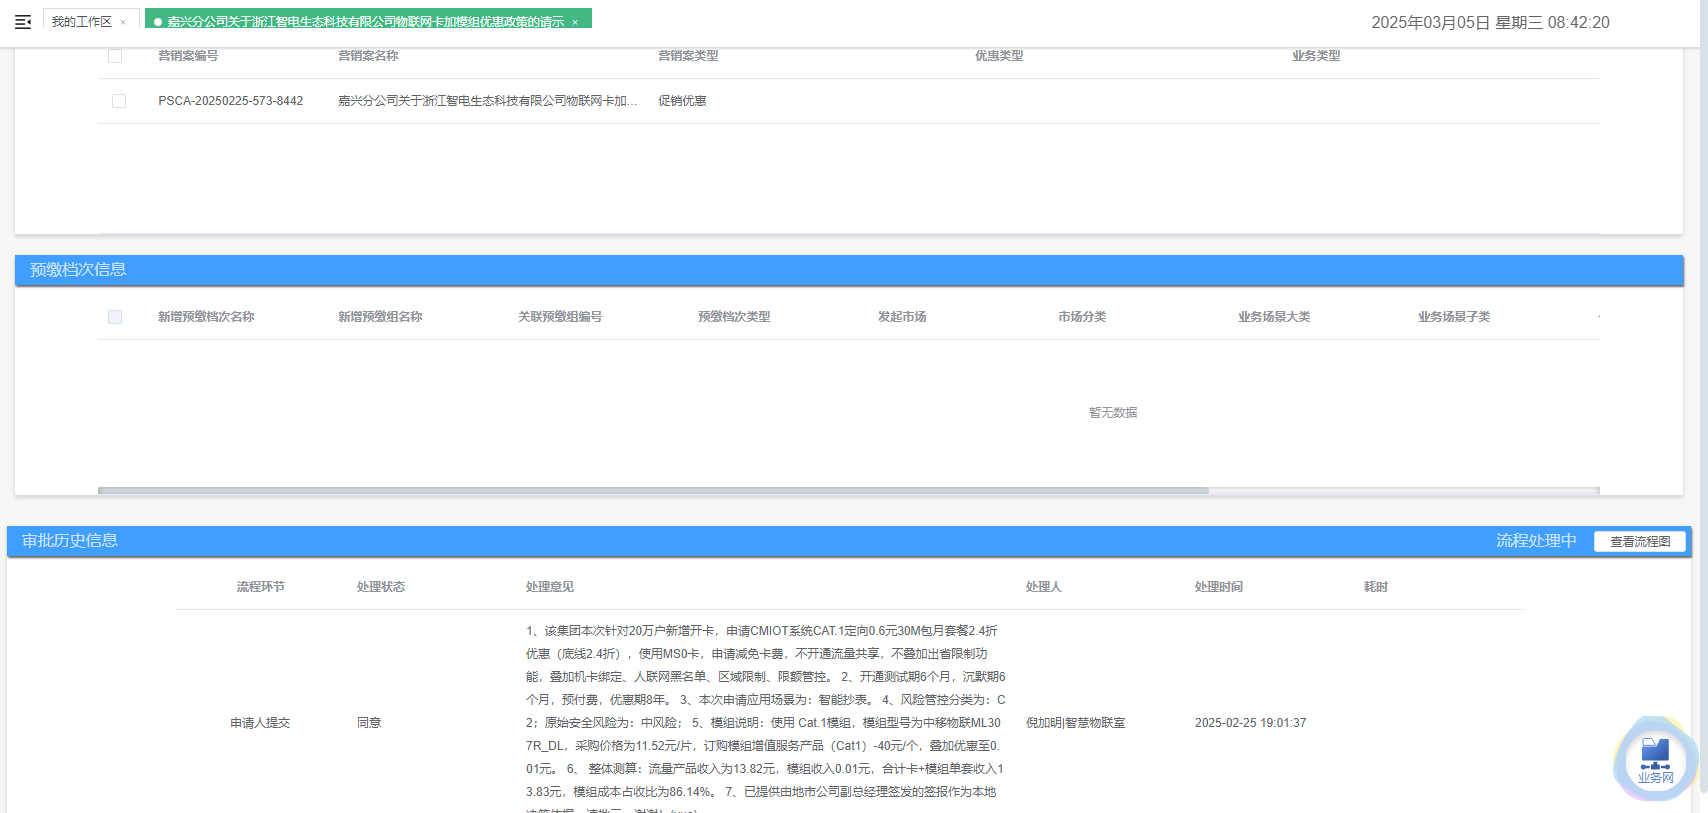 我的工作区 ×
嘉兴分公司关于浙江智电生态科技有限公司物联网卡加模组优惠政策的请示 ×
2025年03月05日 星期三 08:42:20
营销案编号 营销案名称 营销案类型 优惠类型 业务类型
PSCA-20250225-573-8442 嘉兴分公司关于浙江智电生态科技有限公司物联网卡加... 促销优惠
预缴档次信息
新增预缴档次名称 新增预缴组名称 关联预缴组编号 预缴档次类型 发起市场 市场分类 业务场景大类 业务场景子类
暂无数据
审批历史信息 流程处理中 查看流程图
流程环节 处理状态 处理意见 处理人 处理时间 耗时
申请人提交 同意
1、该集团本次针对20万户新增开卡，申请CMIOT系统CAT.1定向0.6元30M包月套餐2.4折
优惠（底线2.4折），使用MS0卡，申请减免卡费，不开通流量共享，不叠加出省限制功
能，叠加机卡绑定、人联网黑名单、区域限制、限额管控。 2、开通测试期6个月，沉默期6
个月，预付费，优惠期8年。 3、本次申请应用场景为：智能抄表。 4、风险管控分类为：C
2；原始安全风险为：中风险； 5、模组说明：使用 Cat.1模组，模组型号为中移物联ML30
7R_DL，采购价格为11.52元/片，订购模组增值服务产品（Cat1）-40元/个，叠加优惠至0.
01元。 6、 整体测算：流量产品收入为13.82元，模组收入0.01元，合计卡+模组单套收入1
3.83元，模组成本占收比为86.14%。 7、已提供由地市公司副总经理签发的签报作为本地
倪加明|智慧物联室 2025-02-25 19:01:37
业务网